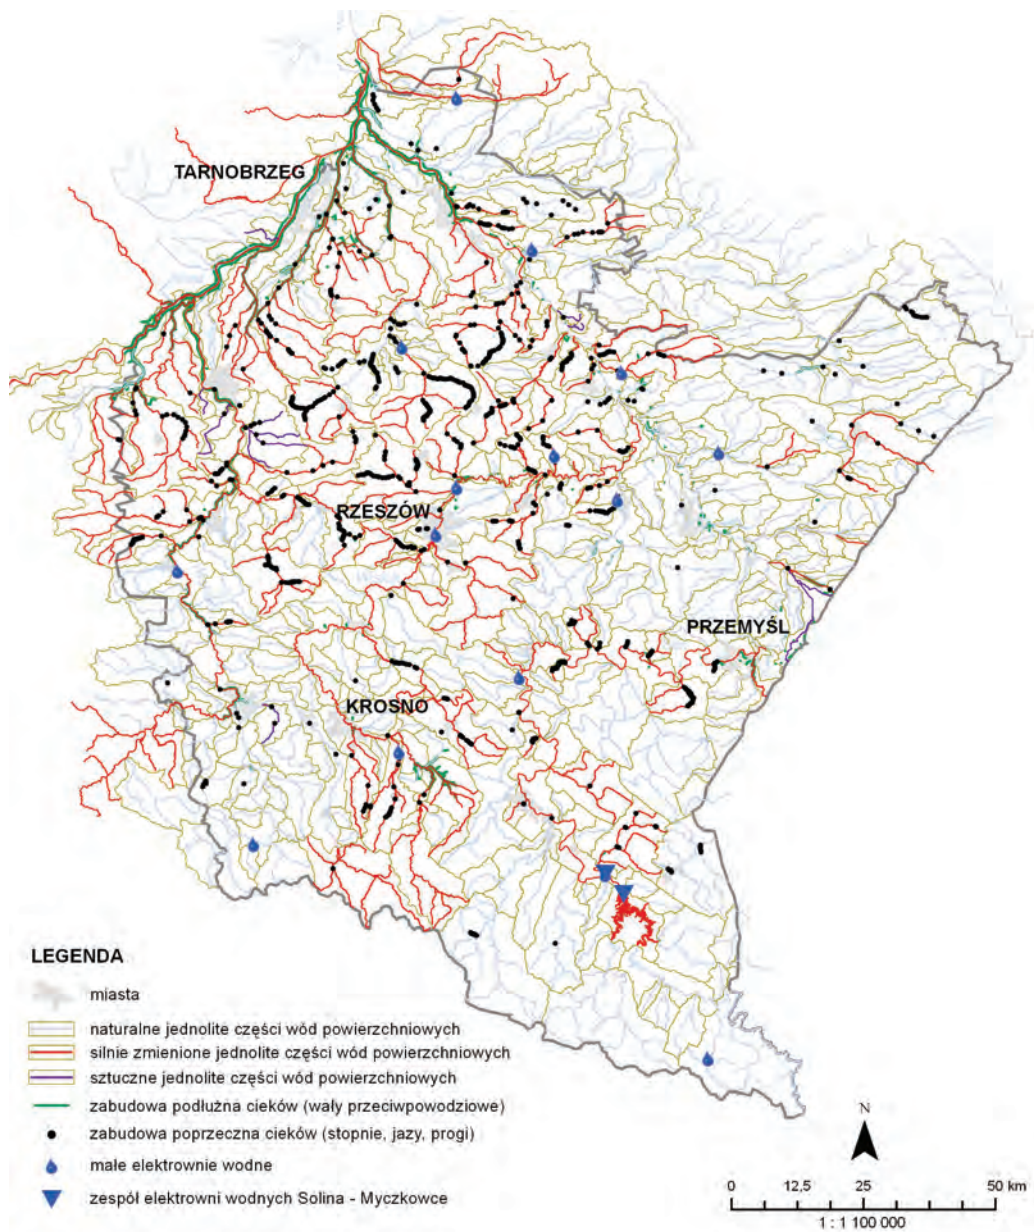 TARNOBRZEG
RZESZÓW
PRZEMYŚL
KROSNO
LEGENDA
miasta
naturalne jednolite części wód powierzchniowych
silnie zmienione jednolite części wód powierzchniowych
sztuczne jednolite części wód powierzchniowych
zabudowa podłużna cieków (wały przeciwpowodziowe)
zabudowa poprzeczna cieków (stopnie, jazy, progi)
małe elektrownie wodne
zespół elektrowni wodnych Solina - Myczkowce
N
0 12,5 25 50 km
1 : 1 100 000